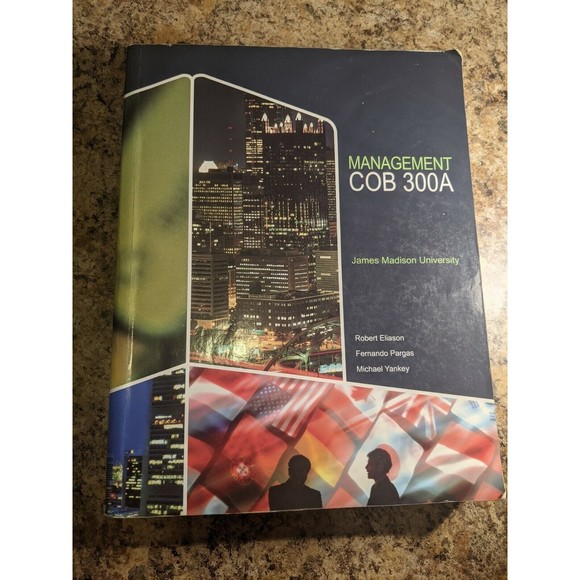 MANAGEMENT
COB 300A
James Madison University
Robert Eliason
Fernando Pargas
Michael Yankey